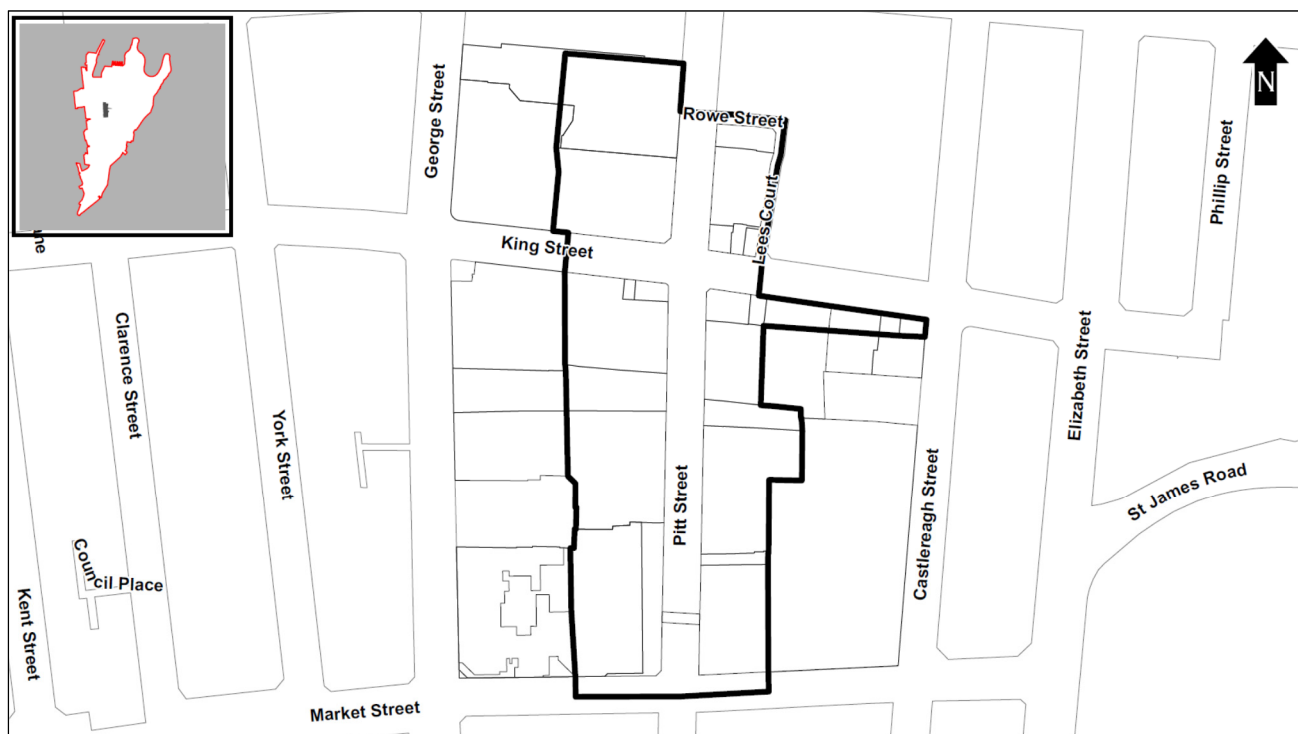 George Street
Rowe Street
N
Phillip Street
Lees Court
King Street
ane
Clarence Street
York Street
Elizabeth Street
Pitt Street
Castlereagh Street
St James Road
Council Place
Kent Street
Market Street